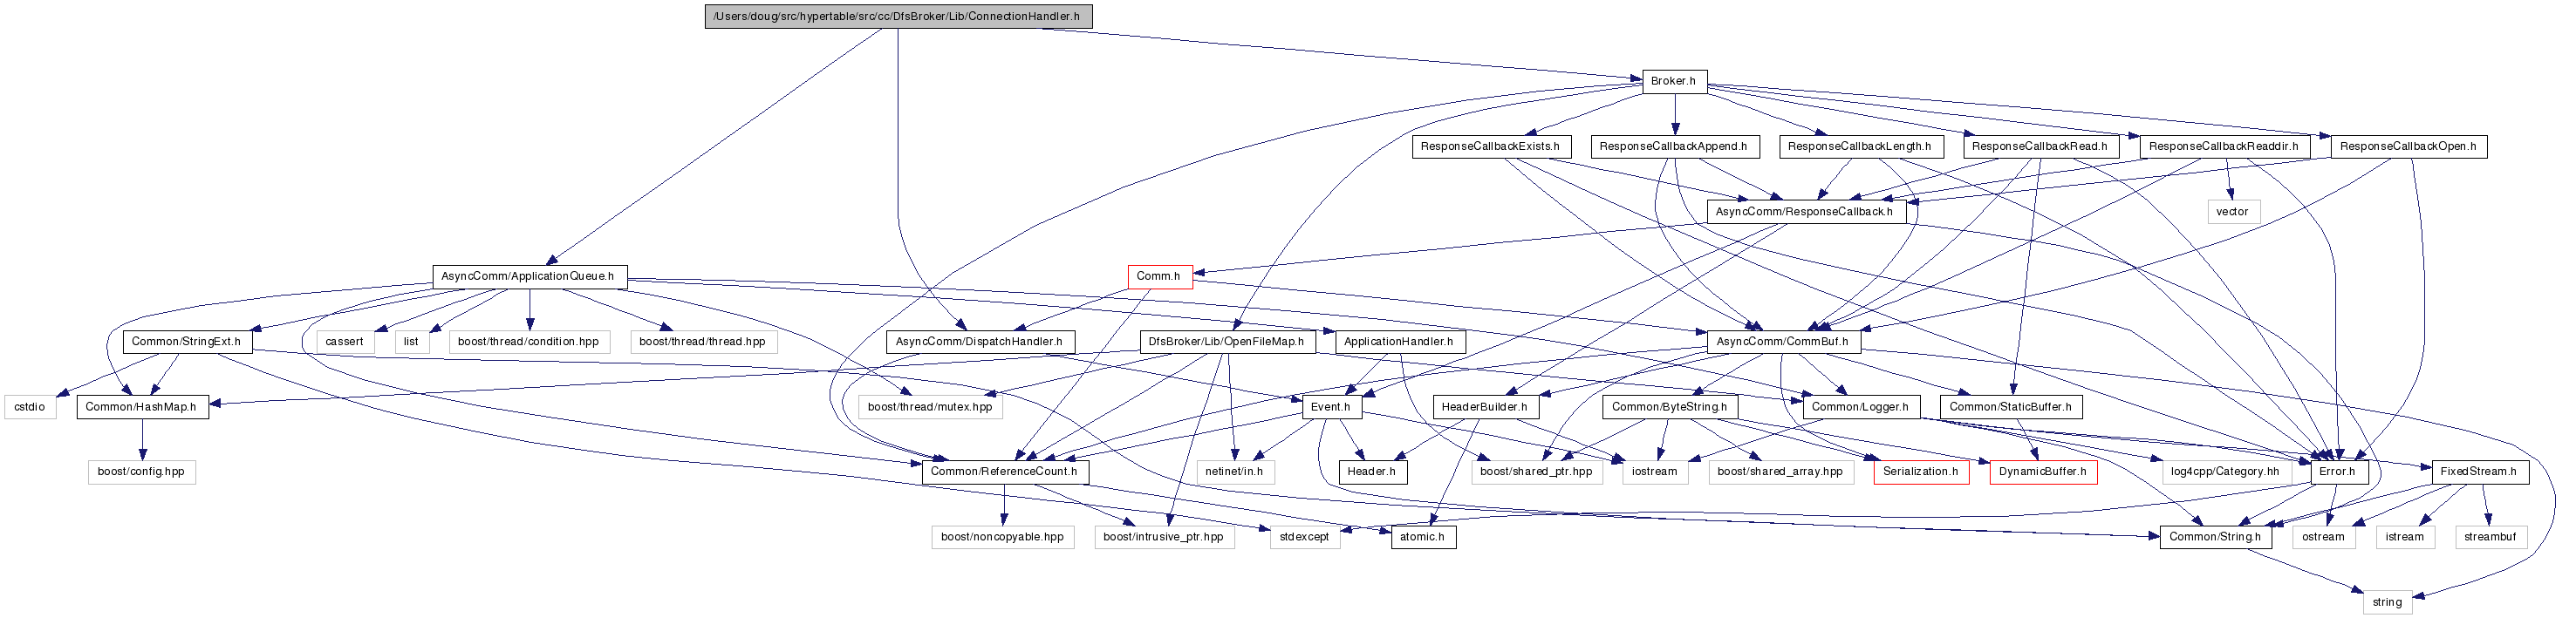 /Users/doug/src/hypertable/src/cc/DfsBroker/Lib/ConnectionHandler.h
Broker.h
ResponseCallbackExists.h
ResponseCallbackAppend.h
ResponseCallbackLength.h
ResponseCallbackRead.h
ResponseCallbackReaddir.h
ResponseCallbackOpen.h
AsyncComm/ResponseCallback.h
vector
AsyncComm/ApplicationQueue.h
Comm.h
Common/StringExt.h
cassert
list
boost/thread/condition.hpp
boost/thread/thread.hpp
AsyncComm/DispatchHandler.h
DfsBroker/Lib/OpenFileMap.h
ApplicationHandler.h
AsyncComm/CommBuf.h
cstdio
Common/HashMap.h
boost/thread/mutex.hpp
Event.h
HeaderBuilder.h
Common/ByteString.h
Common/Logger.h
Common/StaticBuffer.h
boost/config.hpp
Common/ReferenceCount.h
netinet/in.h
Header.h
boost/shared_ptr.hpp
iostream
boost/shared_array.hpp
Serialization.h
DynamicBuffer.h
log4cpp/Category.hh
Error.h
FixedStream.h
boost/noncopyable.hpp
boost/intrusive_ptr.hpp
stdexcept
atomic.h
Common/String.h
ostream
istream
streambuf
string